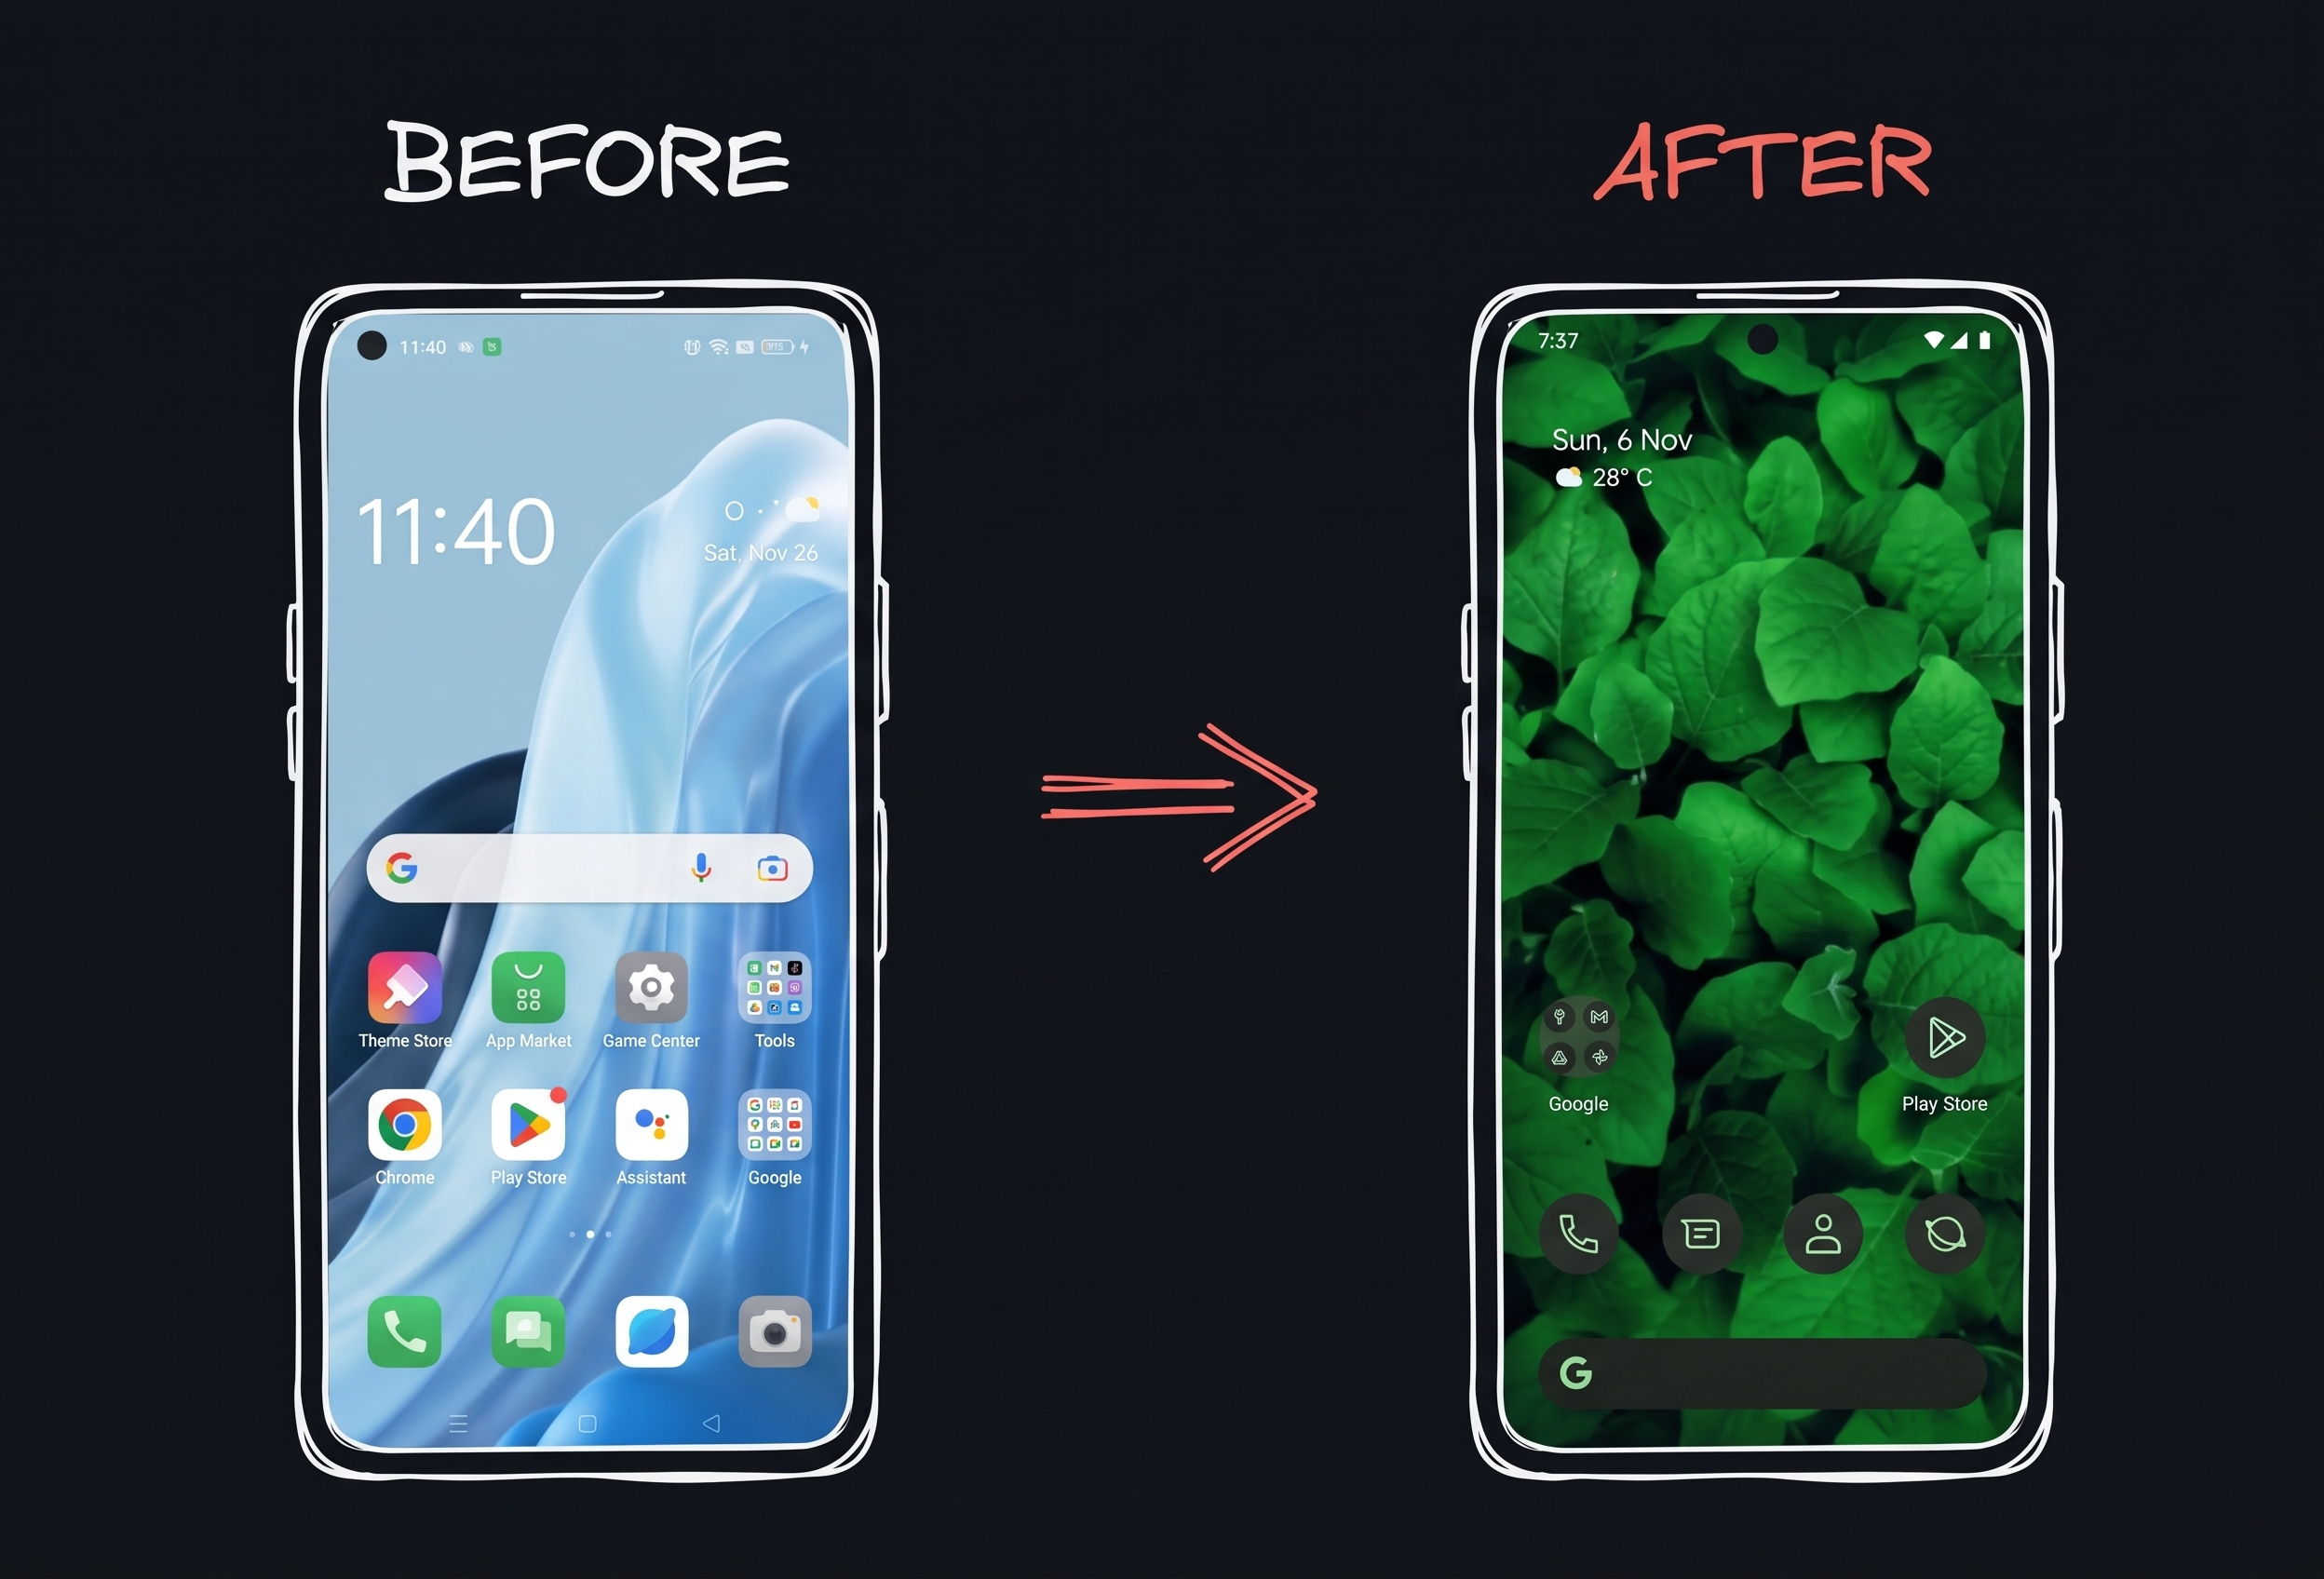 BEFORE
AFTER
11:40
11:40
Sat, Nov 26
Theme Store App Market Game Center Tools
Chrome Play Store Assistant Google
7:37
Sun, 6 Nov
28° C
Google Play Store